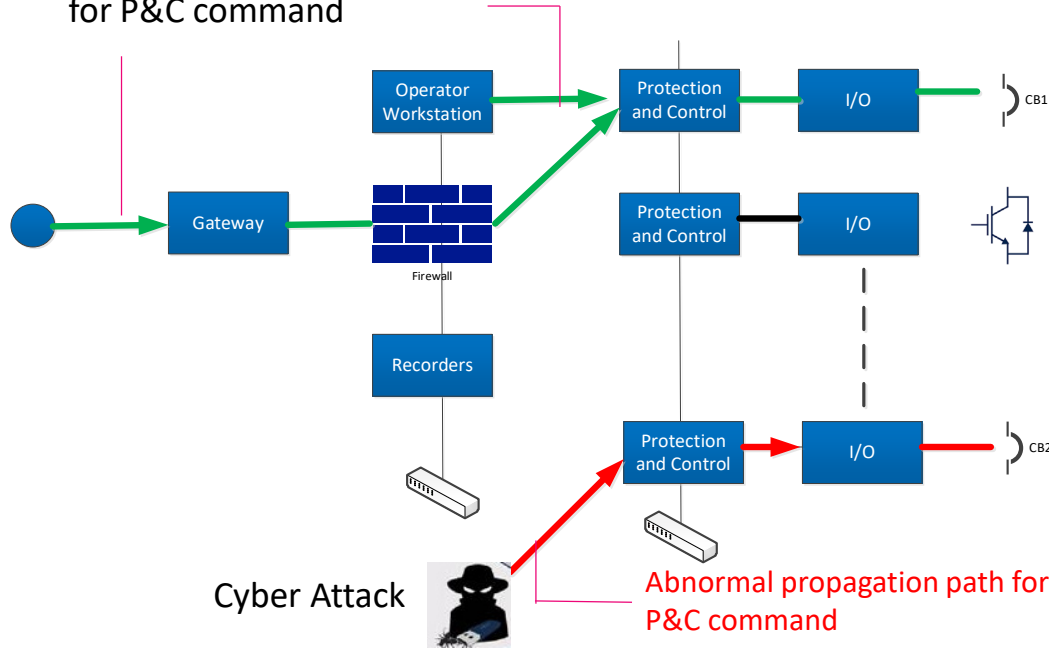 for P&C command
Operator
Workstation
Protection
and Control
I/O
CB1
Gateway
Firewall
Protection
and Control
I/O
Recorders
Protection
and Control
I/O
CB2
Cyber Attack
Abnormal propagation path for
P&C command